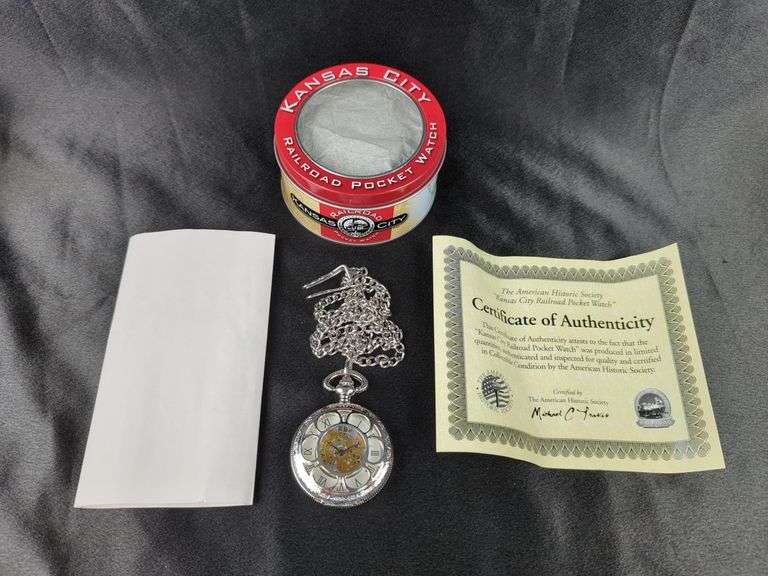 KANSAS CITY
RAILROAD POCKET WATCH
RAILROAD
KANSAS CITY
POCKET WATCH
The American Historic Society
"Kansas City Railroad Pocket Watch"
Certificate of Authenticity
This Certificate of Authenticity attests to the fact that the
"Kansas City Railroad Pocket Watch" was produced in limited
quantities, authenticated and inspected for quality and certified
in Collectible Condition by the American Historic Society.
Certified by
The American Historic Society
Michael C